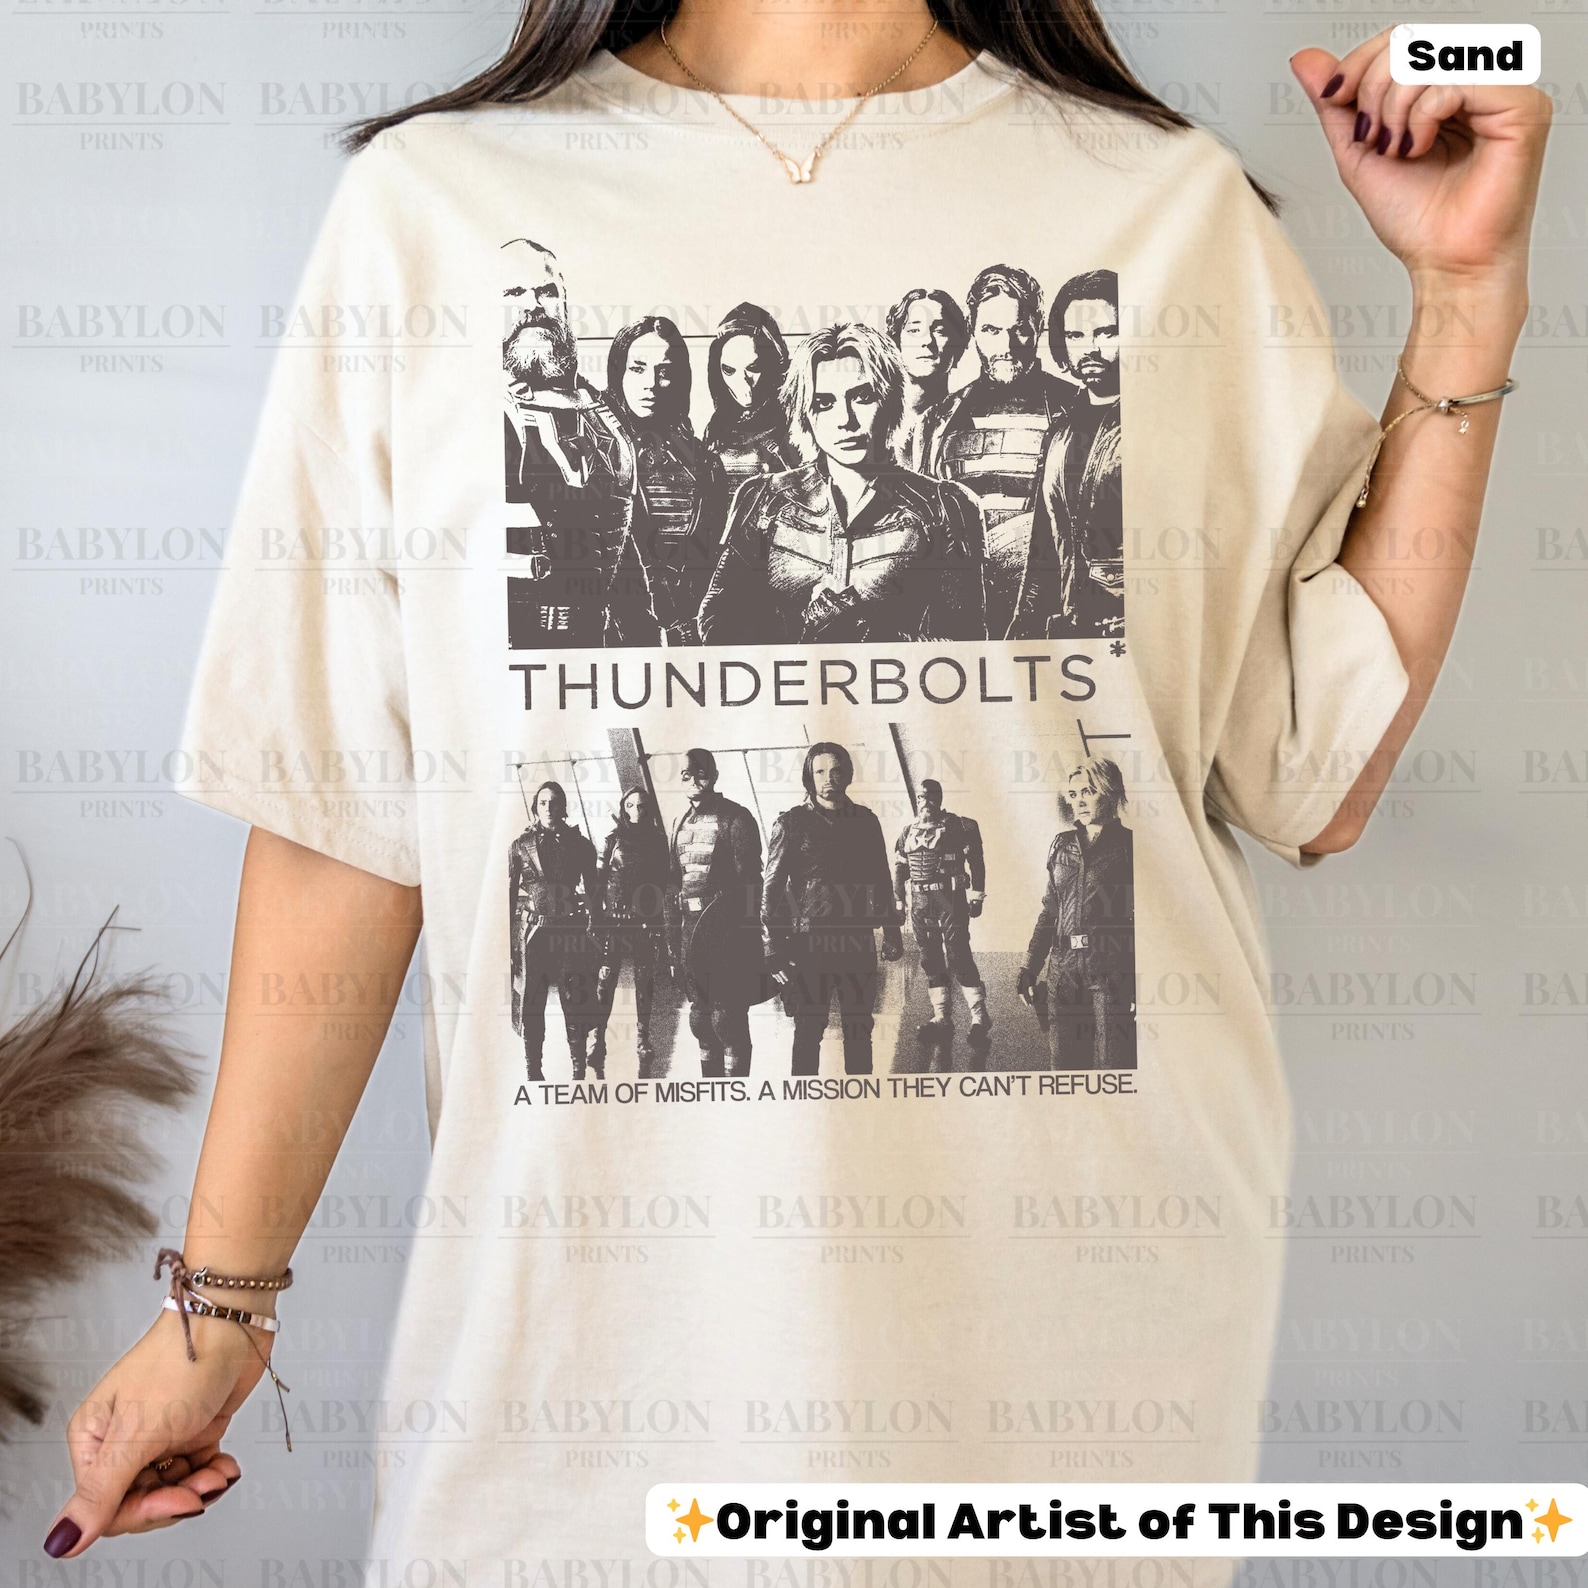 Sand
BABYLON
PRINTS
THUNDERBOLTS*
A TEAM OF MISFITS. A MISSION THEY CAN'T REFUSE.
✨Original Artist of This Design✨